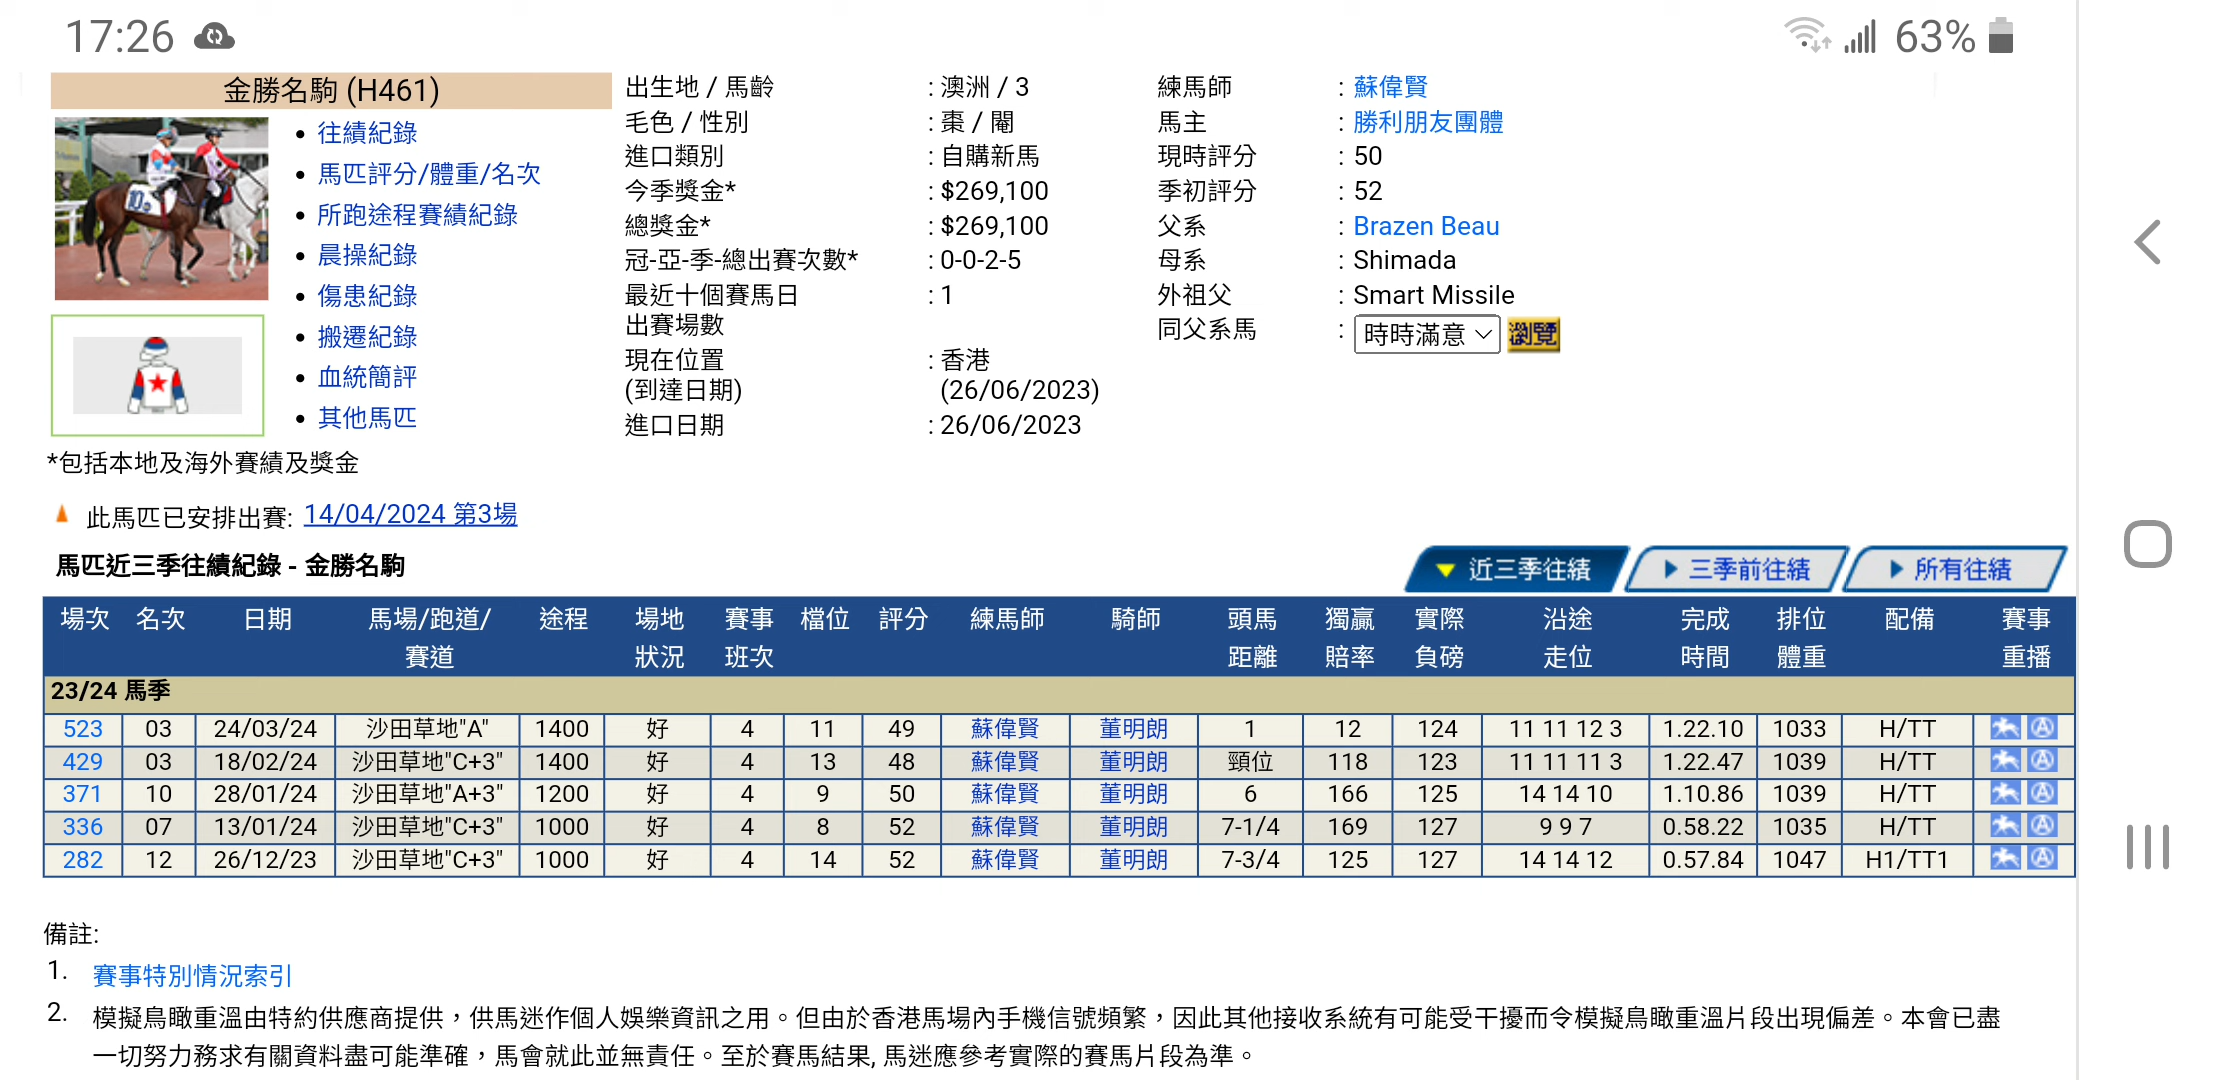 17:26 63%
金勝名駒 (H461)
往績紀錄
馬匹評分/體重/名次
所跑途程賽績紀錄
晨操紀錄
傷患紀錄
搬遷紀錄
血統簡評
其他馬匹
出生地 / 馬齡 : 澳洲 / 3
毛色 / 性別 : 棗 / 閹
進口類別 : 自購新馬
今季獎金* : $269,100
總獎金* : $269,100
冠-亞-季-總出賽次數* : 0-0-2-5
最近十個賽馬日 : 1
出賽場數
現在位置 : 香港
(到達日期) (26/06/2023)
進口日期 : 26/06/2023
練馬師 : 蘇偉賢
馬主 : 勝利朋友團體
現時評分 : 50
季初評分 : 52
父系 : Brazen Beau
母系 : Shimada
外祖父 : Smart Missile
同父系馬 : 時時滿意 瀏覽
*包括本地及海外賽績及獎金
此馬匹已安排出賽: 14/04/2024 第3場
馬匹近三季往績紀錄 - 金勝名駒
近三季往績 三季前往績 所有往績
場次 名次 日期 馬場/跑道/ 途程 場地 賽事 檔位 評分 練馬師 騎師 頭馬 獨贏 實際 沿途 完成 排位 配備 賽事
賽道 狀況 班次 距離 賠率 負磅 走位 時間 體重 重播
23/24 馬季
523 03 24/03/24 沙田草地"A" 1400 好 4 11 49 蘇偉賢 董明朗 1 12 124 11 11 12 3 1.22.10 1033 H/TT
429 03 18/02/24 沙田草地"C+3" 1400 好 4 13 48 蘇偉賢 董明朗 頸位 118 123 11 11 11 3 1.22.47 1039 H/TT
371 10 28/01/24 沙田草地"A+3" 1200 好 4 9 50 蘇偉賢 董明朗 6 166 125 14 14 10 1.10.86 1039 H/TT
336 07 13/01/24 沙田草地"C+3" 1000 好 4 8 52 蘇偉賢 董明朗 7-1/4 169 127 9 9 7 0.58.22 1035 H/TT
282 12 26/12/23 沙田草地"C+3" 1000 好 4 14 52 蘇偉賢 董明朗 7-3/4 125 127 14 14 12 0.57.84 1047 H1/TT1
備註:
1. 賽事特別情況索引
2. 模擬鳥瞰重溫由特約供應商提供，供馬迷作個人娛樂資訊之用。但由於香港馬場內手機信號頻繁，因此其他接收系統有可能受干擾而令模擬鳥瞰重溫片段出現偏差。本會已盡
一切努力務求有關資料盡可能準確，馬會就此並無責任。至於賽馬結果, 馬迷應參考實際的賽馬片段為準。